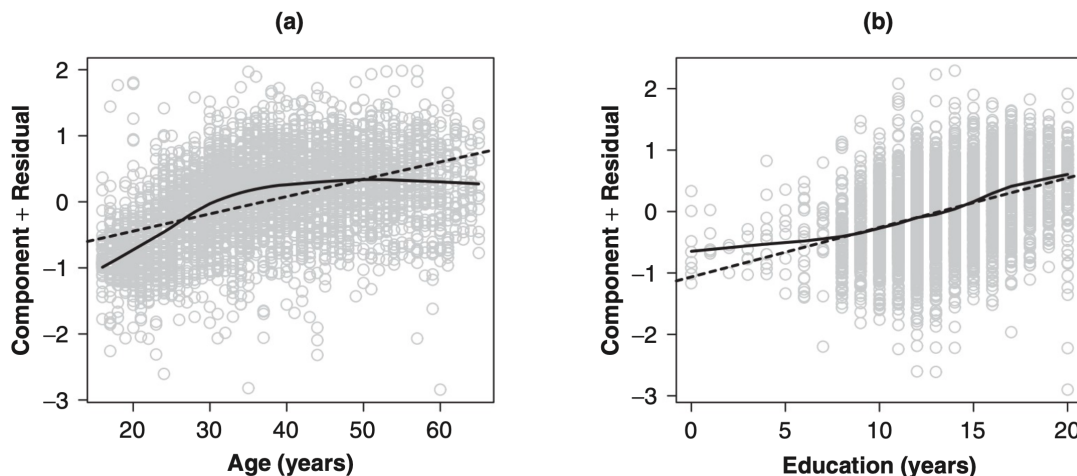 (a)
Component + Residual
2
1
0
−1
−2
−3
20 30 40 50 60
Age (years)
(b)
Component + Residual
2
1
0
−1
−2
−3
0 5 10 15 20
Education (years)